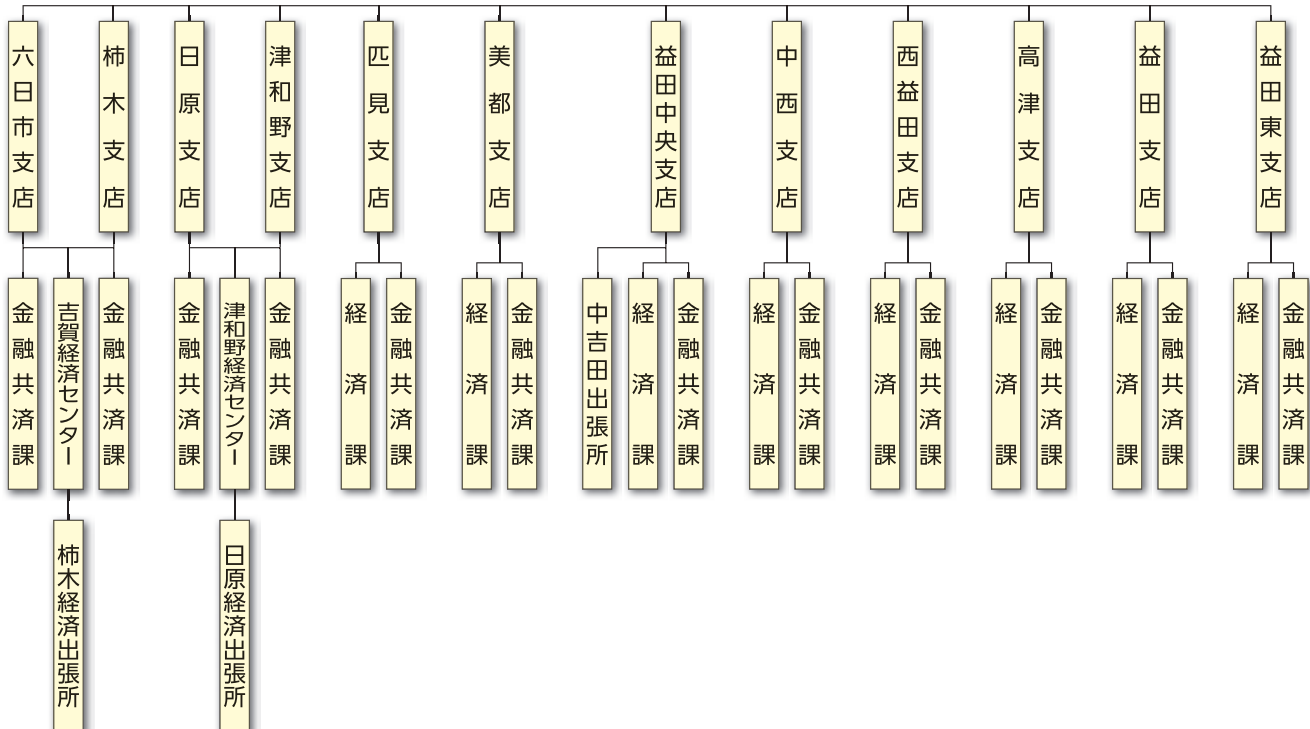 六日市支店
柿木支店
日原支店
津和野支店
匹見支店
美都支店
益田中央支店
中西支店
西益田支店
高津支店
益田支店
益田東支店
金融共済課
吉賀経済センター
金融共済課
金融共済課
津和野経済センター
金融共済課
経済課
金融共済課
経済課
金融共済課
中吉田出張所
経済課
金融共済課
経済課
金融共済課
経済課
金融共済課
経済課
金融共済課
経済課
金融共済課
経済課
金融共済課
柿木経済出張所
日原経済出張所